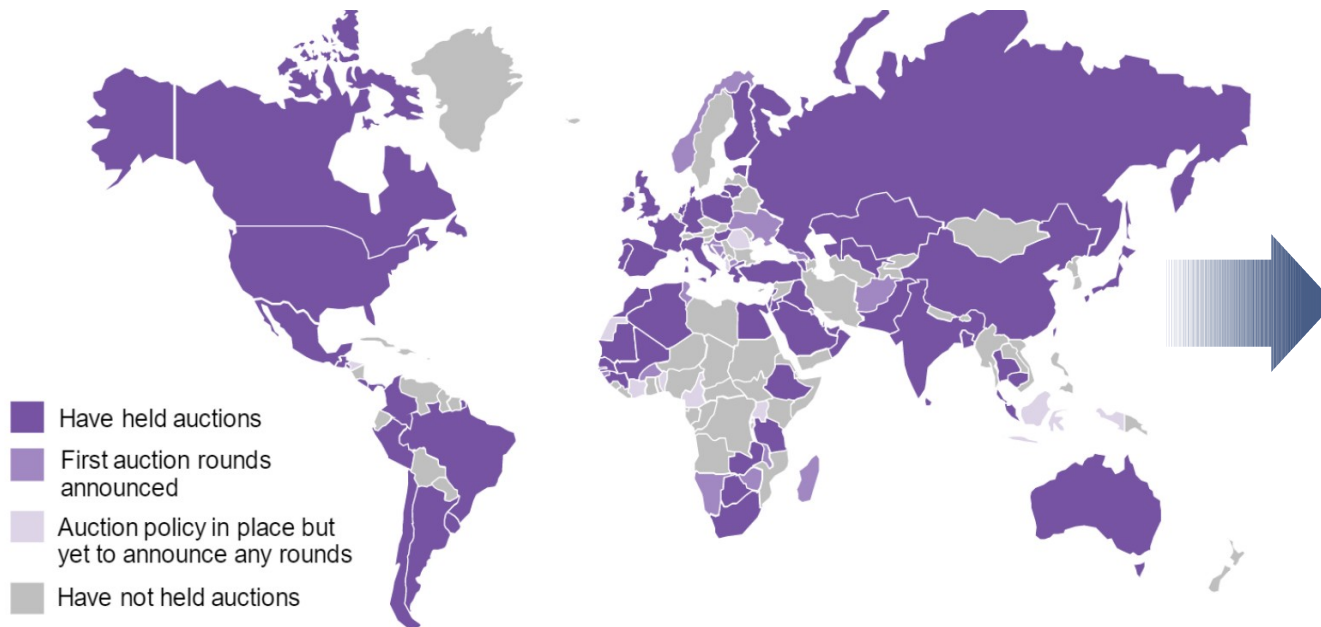 Have held auctions
First auction rounds
announced
Auction policy in place but
yet to announce any rounds
Have not held auctions